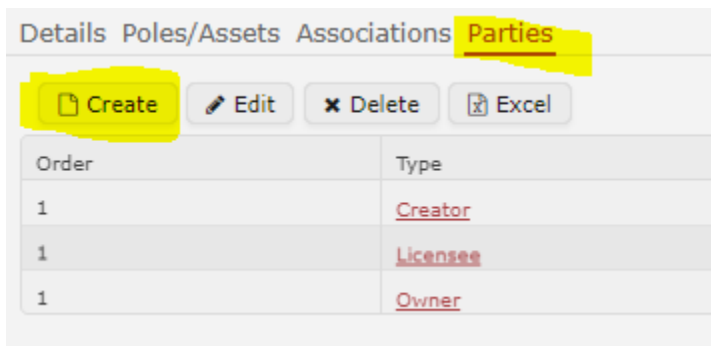 Details Poles/Assets Associations Parties
Create Edit Delete Excel
Order Type
1 Creator
1 Licensee
1 Owner